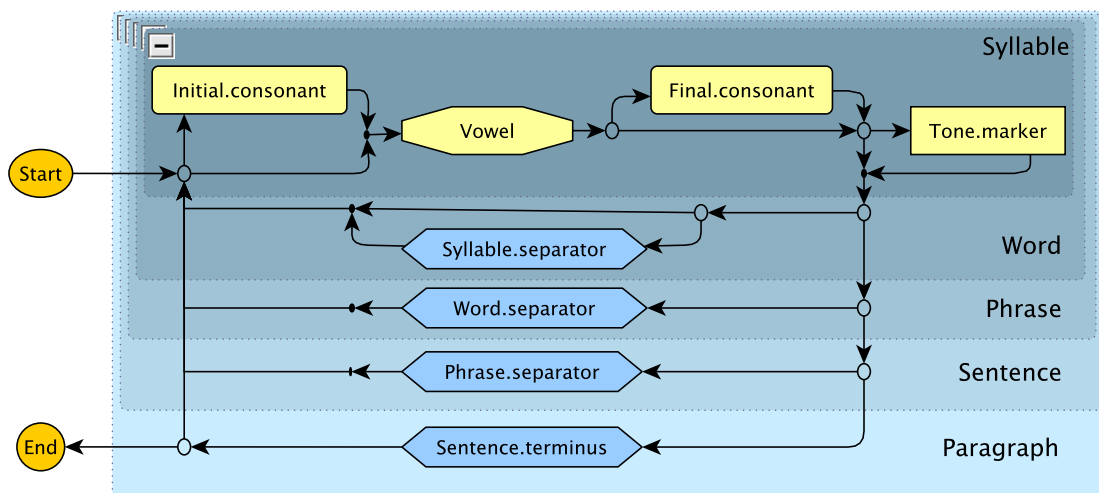 Syllable
Initial.consonant
Final.consonant
Vowel
Tone.marker
Start
Syllable.separator
Word
Word.separator
Phrase
Phrase.separator
Sentence
End
Sentence.terminus
Paragraph